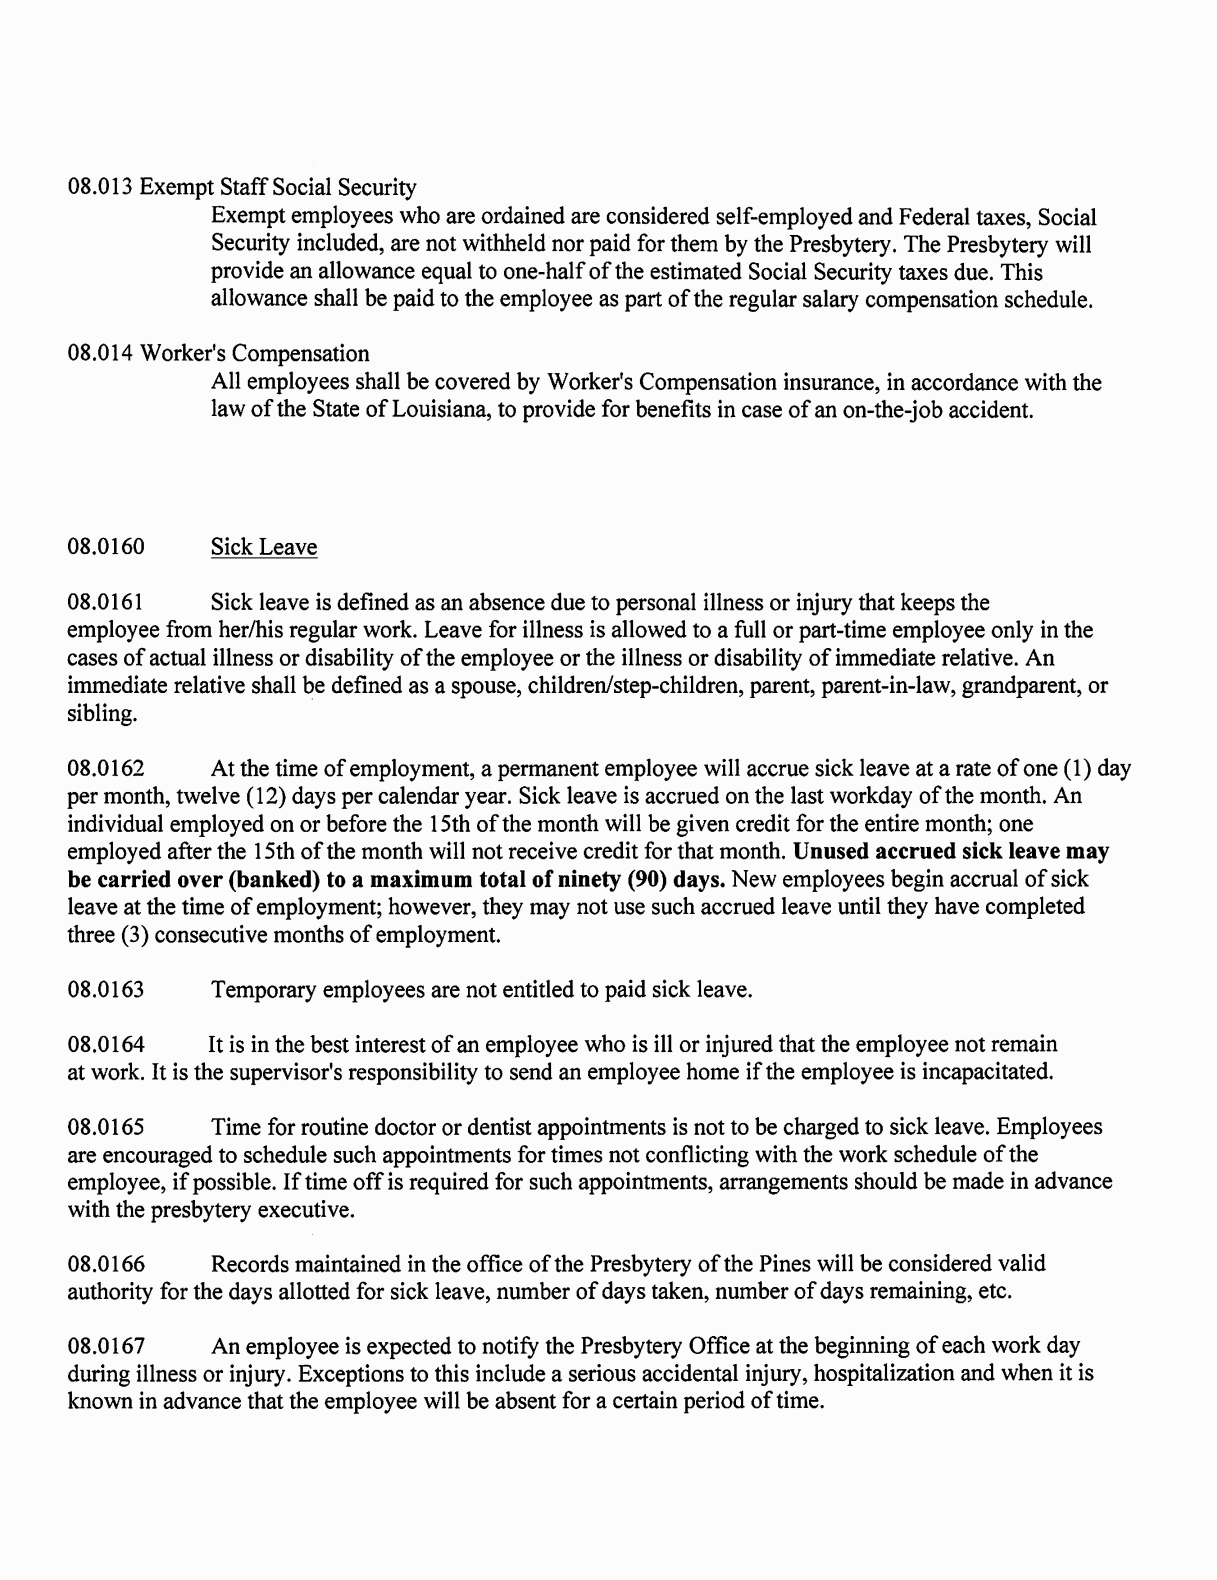 08.013 Exempt Staff Social Security
Exempt employees who are ordained are considered self-employed and Federal taxes, Social
Security included, are not withheld nor paid for them by the Presbytery. The Presbytery will
provide an allowance equal to one-half of the estimated Social Security taxes due. This
allowance shall be paid to the employee as part of the regular salary compensation schedule.
08.014 Worker's Compensation
All employees shall be covered by Worker's Compensation insurance, in accordance with the
law of the State of Louisiana, to provide for benefits in case of an on-the-job accident.
08.0160 Sick Leave
08.0161 Sick leave is defined as an absence due to personal illness or injury that keeps the
employee from her/his regular work. Leave for illness is allowed to a full or part-time employee only in the
cases of actual illness or disability of the employee or the illness or disability of immediate relative. An
immediate relative shall be defined as a spouse, children/step-children, parent, parent-in-law, grandparent, or
sibling.
08.0162 At the time of employment, a permanent employee will accrue sick leave at a rate of one (1) day
per month, twelve (12) days per calendar year. Sick leave is accrued on the last workday of the month. An
individual employed on or before the 15th of the month will be given credit for the entire month; one
employed after the 15th of the month will not receive credit for that month. Unused accrued sick leave may
be carried over (banked) to a maximum total of ninety (90) days. New employees begin accrual of sick
leave at the time of employment; however, they may not use such accrued leave until they have completed
three (3) consecutive months of employment.
08.0163 Temporary employees are not entitled to paid sick leave.
08.0164 It is in the best interest of an employee who is ill or injured that the employee not remain
at work. It is the supervisor's responsibility to send an employee home if the employee is incapacitated.
08.0165 Time for routine doctor or dentist appointments is not to be charged to sick leave. Employees
are encouraged to schedule such appointments for times not conflicting with the work schedule of the
employee, if possible. If time off is required for such appointments, arrangements should be made in advance
with the presbytery executive.
08.0166 Records maintained in the office of the Presbytery of the Pines will be considered valid
authority for the days allotted for sick leave, number of days taken, number of days remaining, etc.
08.0167 An employee is expected to notify the Presbytery Office at the beginning of each work day
during illness or injury. Exceptions to this include a serious accidental injury, hospitalization and when it is
known in advance that the employee will be absent for a certain period of time.